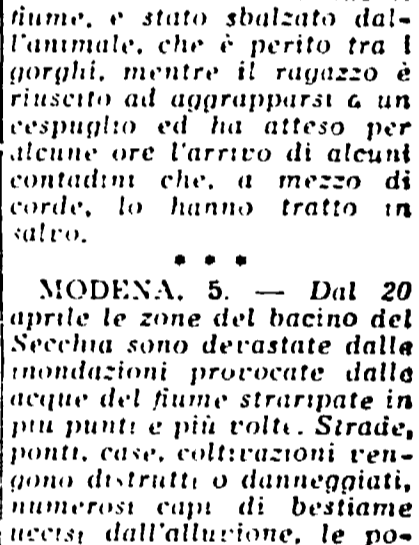 fiume, e stato sbalzato dal-
l'animale, che è perito tra i
gorghi, mentre il ragazzo è
riuscito ad aggrapparsi a un
cespuglio ed ha atteso per
alcune ore l'arrivo di alcuni
contadini che, a mezzo di
corde, lo hanno tratto in
salvo.
* * *
MODENA, 5. — Dal 20
aprile le zone del bacino del
Secchia sono devastate dalle
inondazioni provocate dalle
acque del fiume straripate in
più punti e più volte. Strade,
ponti, case, coltivazioni ven-
gono distrutti o danneggiati,
numerosi capi di bestiame
uccisi dall'alluvione, le po-